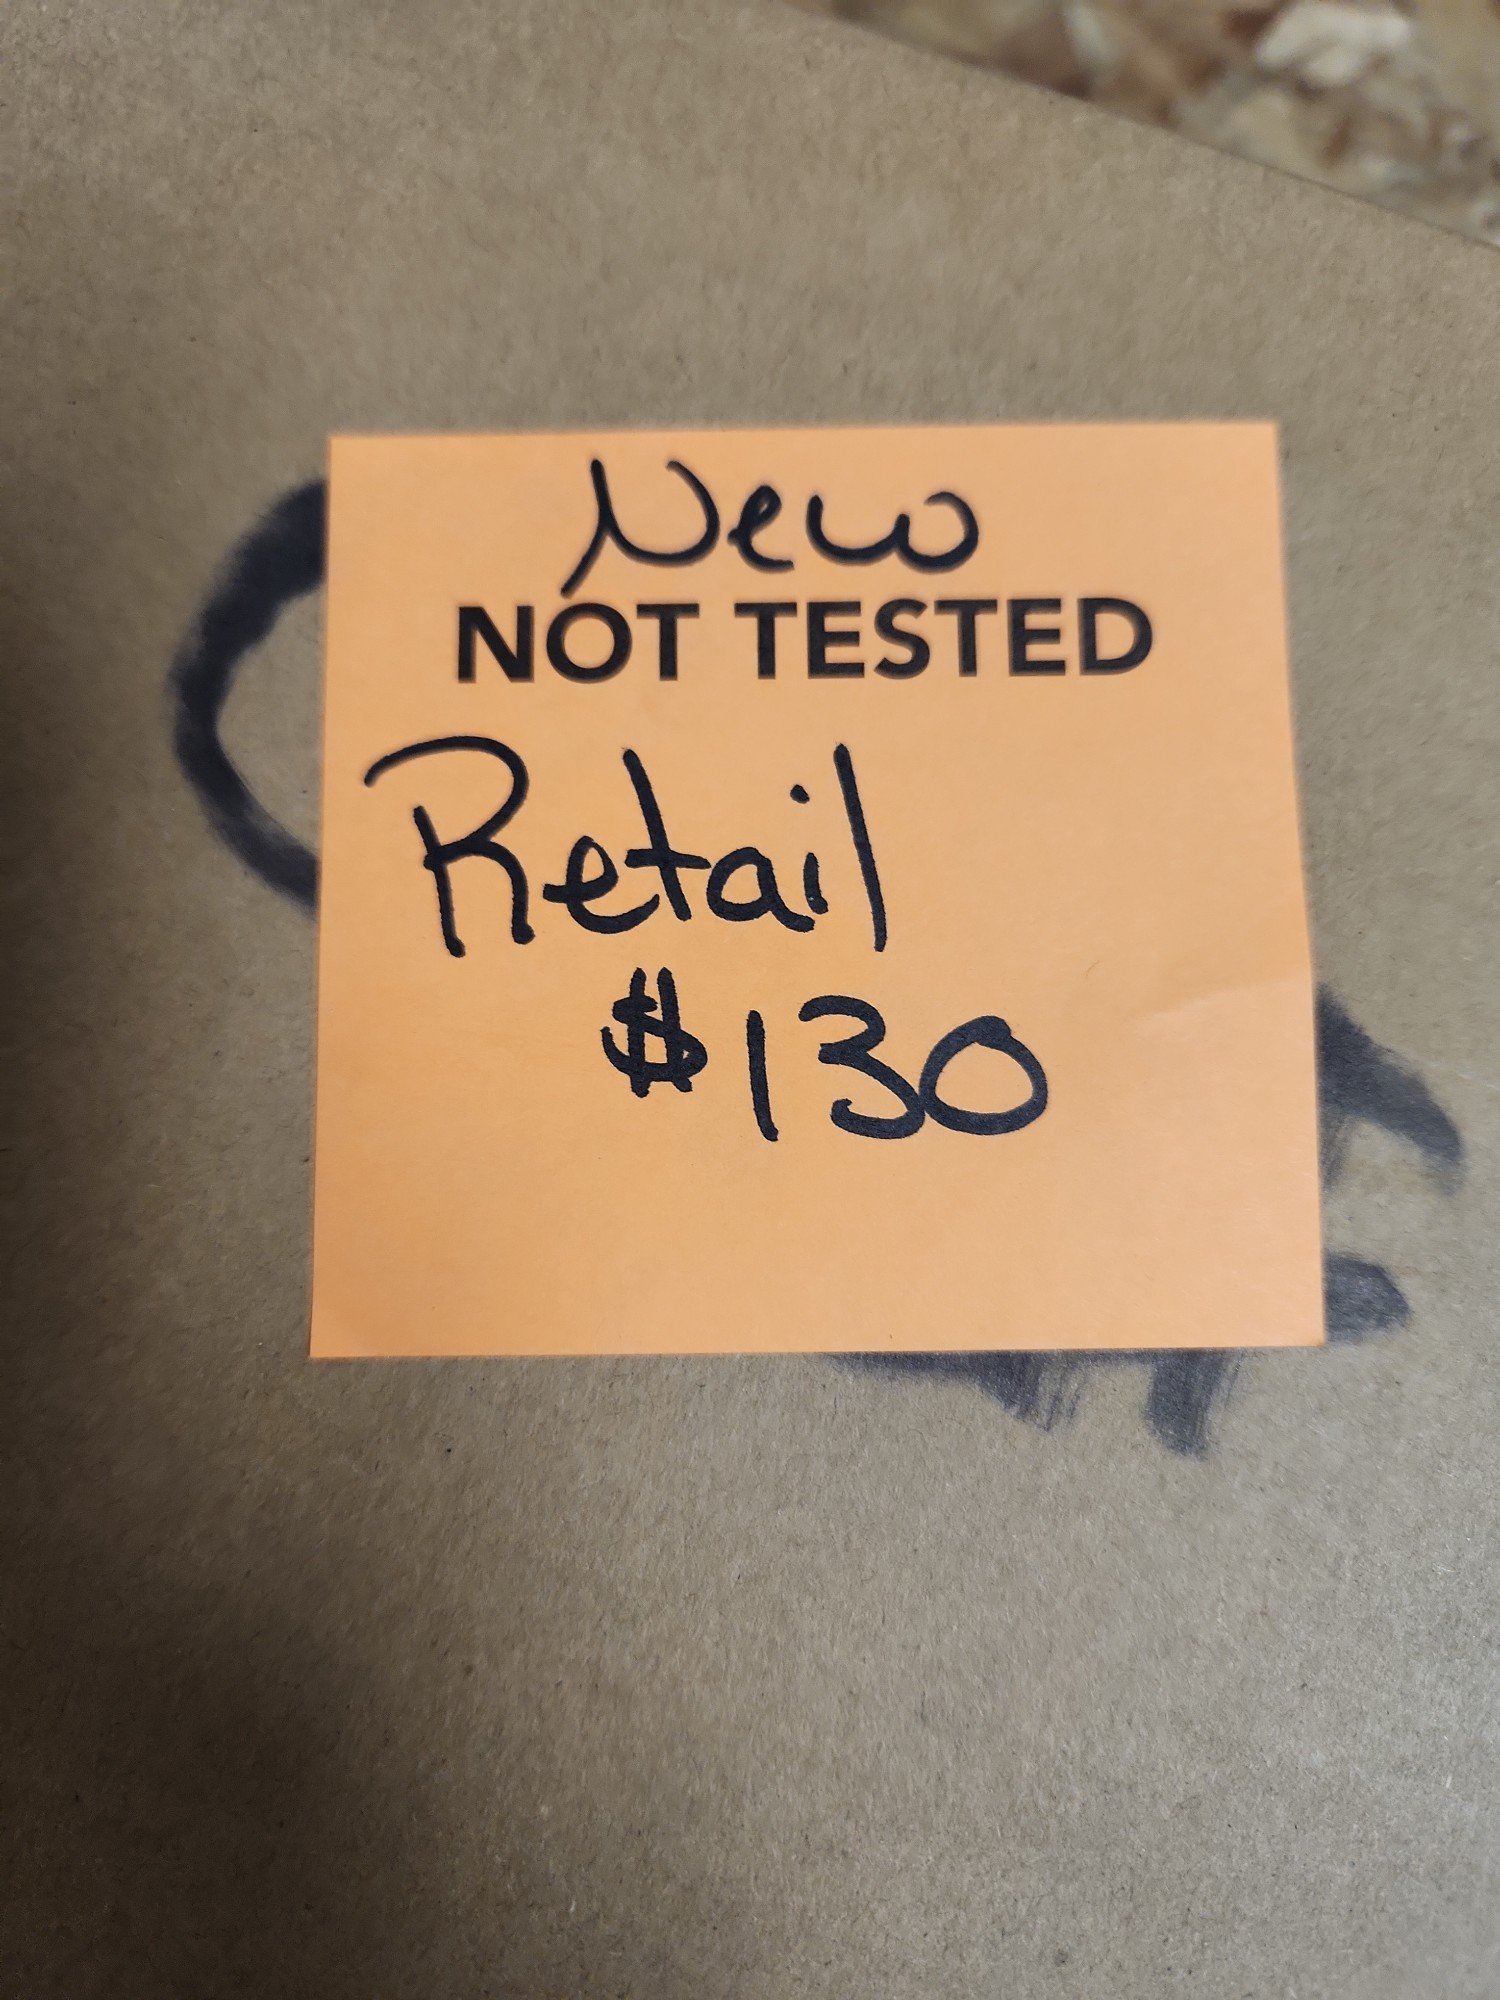 New
NOT TESTED
Retail
$130